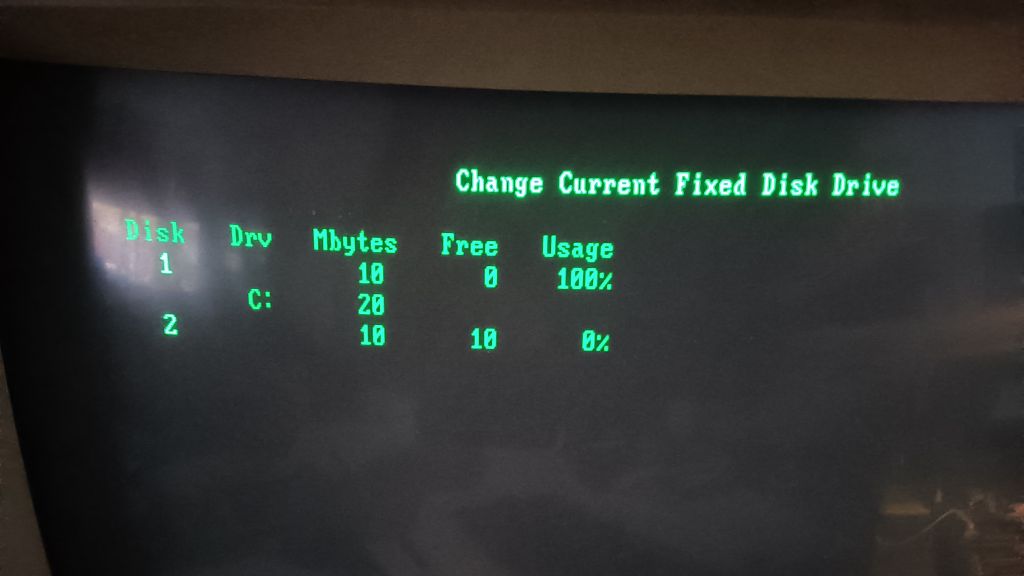 Change Current Fixed Disk Drive
Disk Drv Mbytes Free Usage
1 10 0 100%
C: 20
2 10 10 0%